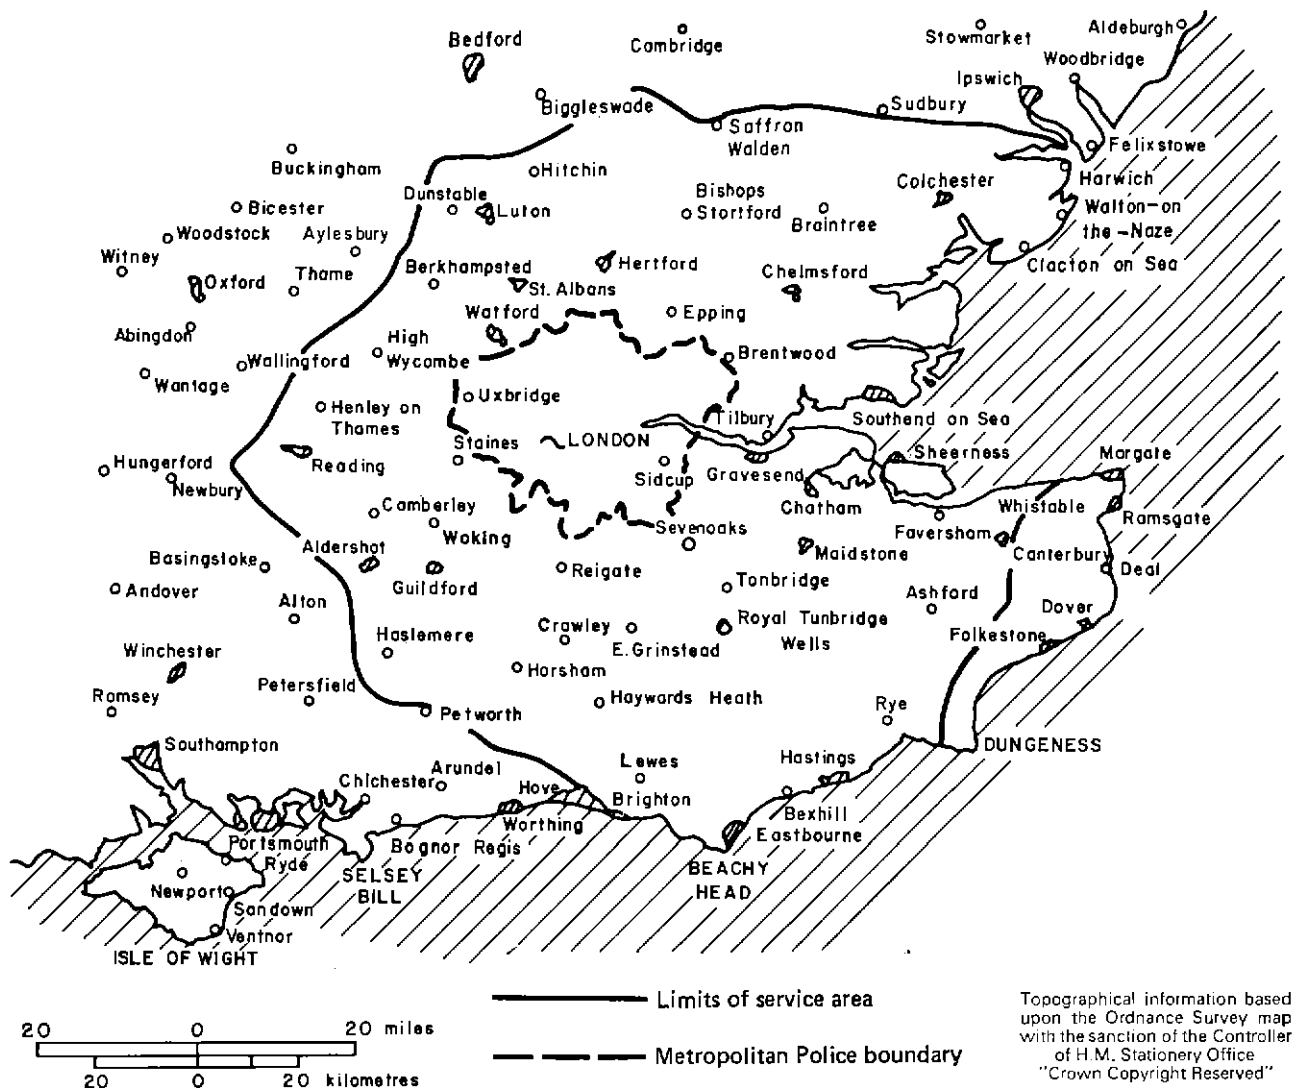 Bedford
Cambridge
Stowmarket
Aldeburgh
Woodbridge
Ipswich
Biggleswade
Sudbury
Saffron
Walden
Felixstowe
Buckingham
Hitchin
Harwich
Dunstable
Luton
Bishops
Stortford
Colchester
Braintree
Walton-on
the-Naze
Bicester
Woodstock
Aylesbury
Witney
Oxford
Thame
Berkhampsted
St. Albans
Hertford
Chelmsford
Clacton on Sea
Watford
Epping
Abingdon
Wallingford
High
Wycombe
Brentwood
Wantage
Uxbridge
Henley on
Thames
Tilbury
Southend on Sea
Staines
LONDON
Reading
Hungerford
Newbury
Sidcup
Gravesend
Sheerness
Margate
Chatham
Whistable
Ramsgate
Camberley
Woking
Sevenoaks
Faversham
Aldershot
Basingstoke
Maidstone
Canterbury
Deal
Andover
Guildford
Reigate
Tonbridge
Ashford
Alton
Dover
Haslemere
Crawley
E. Grinstead
Royal Tunbridge
Wells
Folkestone
Winchester
Horsham
Petersfield
Ramsey
Haywards Heath
Rye
Petworth
Southampton
DUNGENESS
Hastings
Chichester
Arundel
Lewes
Hove
Brighton
Bexhill
Worthing
Eastbourne
Portsmouth
Bognor Regis
Ryde
BEACHY
HEAD
SELSEY
BILL
Newport
Sandown
Ventnor
ISLE OF WIGHT
Limits of service area
Metropolitan Police boundary
20 0 20 miles
20 0 20 kilometres
Topographical information based
upon the Ordnance Survey map
with the sanction of the Controller
of H.M. Stationery Office
"Crown Copyright Reserved"